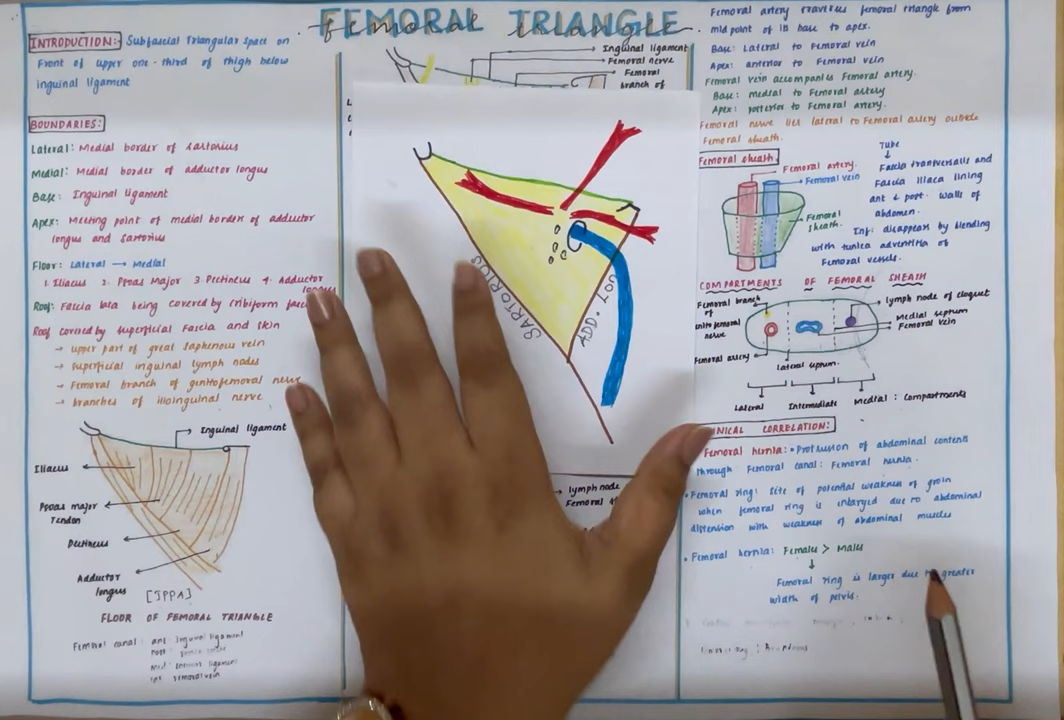 FEMORAL TRIANGLE
femoral triangle.
INTRODUCTION: Subfascial Triangular space on
Front of upper one-third of thigh below
inguinal ligament
BOUNDARIES:
Lateral: Medial border of sartorius
Medial: Medial border of adductor longus
Base: Inguinal ligament
Apex: Meeting point of medial border of adductor
longus and Sartorius
Floor: Lateral → Medial
1. Iliacus 2. Psoas Major 3 Pectineus 4. Adductor
longus
Roof: Fascia lata being covered by cribiform
Roof covered by superficial Fascia and Skin
→ upper part of great saphenous vein
→ superficial inguinal lymph nodes
→ Femoral branch of genitofemoral nerve
→ branches of ilioinguinal nerve
Inguinal ligament
Iliacus
Psoas major
Tendon
Pectineus
Adductor
longus
[IPPA]
FLOOR OF FEMORAL TRIANGLE
Femoral canal: ant: Inguinal ligament
Inguinal ligament
Femoral nerve
Femoral
branch of
SARTORIUS
ADD. LON
lymph node
Femoral artery traverses femoral triangle from
mid point of its base to apex.
Base: Lateral to Femoral vein
Apex: anterior to Femoral vein
Femoral vein accompanies Femoral artery.
Base: medial to Femoral artery
Apex: posterior to Femoral artery.
Femoral nerve lies lateral to Femoral artery outside
Femoral sheath.
Femoral sheath
Femoral artery.
Femoral vein
Femoral
sheath.
Tube
↓
Fascia transversalis and
Fascia iliaca lining
ant & post. walls of
abdomen.
Inf: disappear by blending
with tunica adventitia of
Femoral vessels.
COMPARTMENTS OF FEMORAL SHEATH
Femoral branch
of
nito femoral
nerve
Femoral artery
lymph node of cloquet
Medial septum
Femoral vein
lateral septum.
Lateral Intermediate Medial : Compartments
NICAL CORRELATION:
Femoral hernia: • Protrusion of abdominal contents
through Femoral canal: Femoral hernia.
• Femoral ring: Site of potential weakness of groin
when femoral ring is enlarged due to abdominal
distension with weakness of abdominal muscles
• Femoral hernia: Females > Males
↓
Femoral ring is larger due to greater
width of pelvis.